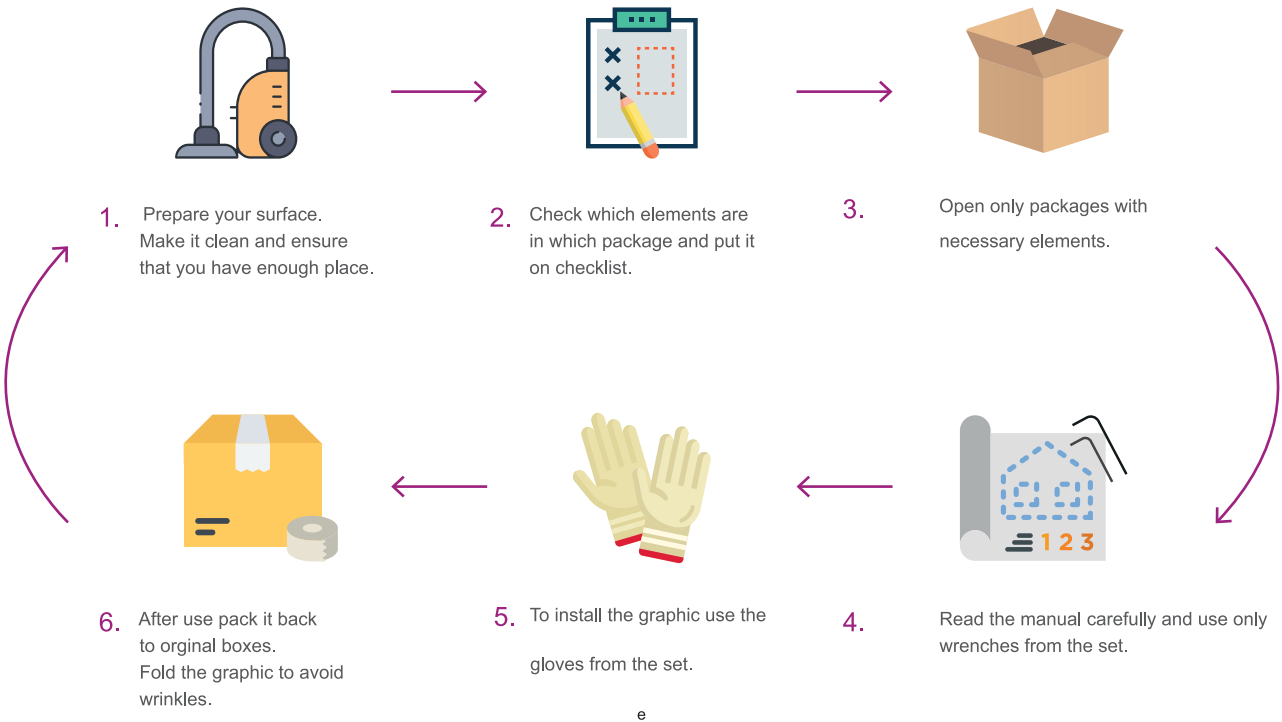 1. Prepare your surface.
Make it clean and ensure
that you have enough place.
2. Check which elements are
in which package and put it
on checklist.
3. Open only packages with
necessary elements.
1 2 3
4. Read the manual carefully and use only
wrenches from the set.
5. To install the graphic use the
gloves from the set.
6. After use pack it back
to orginal boxes.
Fold the graphic to avoid
wrinkles.
e